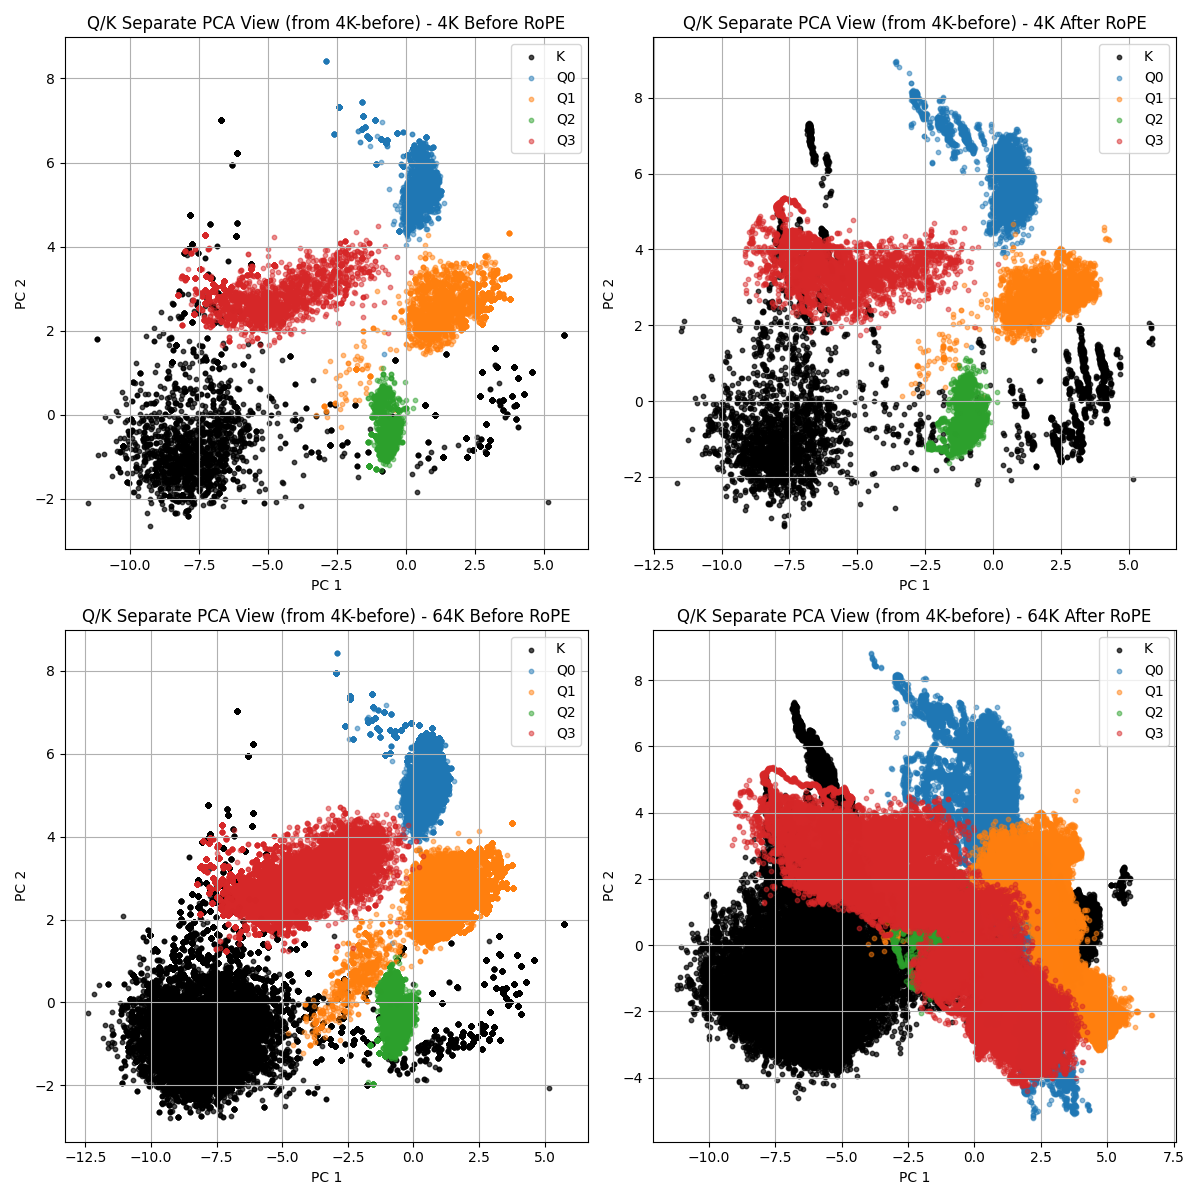 Q/K Separate PCA View (from 4K-before) - 4K Before RoPE
K
Q0
Q1
Q2
Q3
8
6
4
2
0
−2
PC 2
−10.0 −7.5 −5.0 −2.5 0.0 2.5 5.0
PC 1
Q/K Separate PCA View (from 4K-before) - 4K After RoPE
K
Q0
Q1
Q2
Q3
8
6
4
2
0
−2
PC 2
−12.5 −10.0 −7.5 −5.0 −2.5 0.0 2.5 5.0
PC 1
Q/K Separate PCA View (from 4K-before) - 64K Before RoPE
K
Q0
Q1
Q2
Q3
8
6
4
2
0
−2
PC 2
−12.5 −10.0 −7.5 −5.0 −2.5 0.0 2.5 5.0
PC 1
Q/K Separate PCA View (from 4K-before) - 64K After RoPE
K
Q0
Q1
Q2
Q3
8
6
4
2
0
−2
−4
PC 2
−10.0 −7.5 −5.0 −2.5 0.0 2.5 5.0 7.5
PC 1